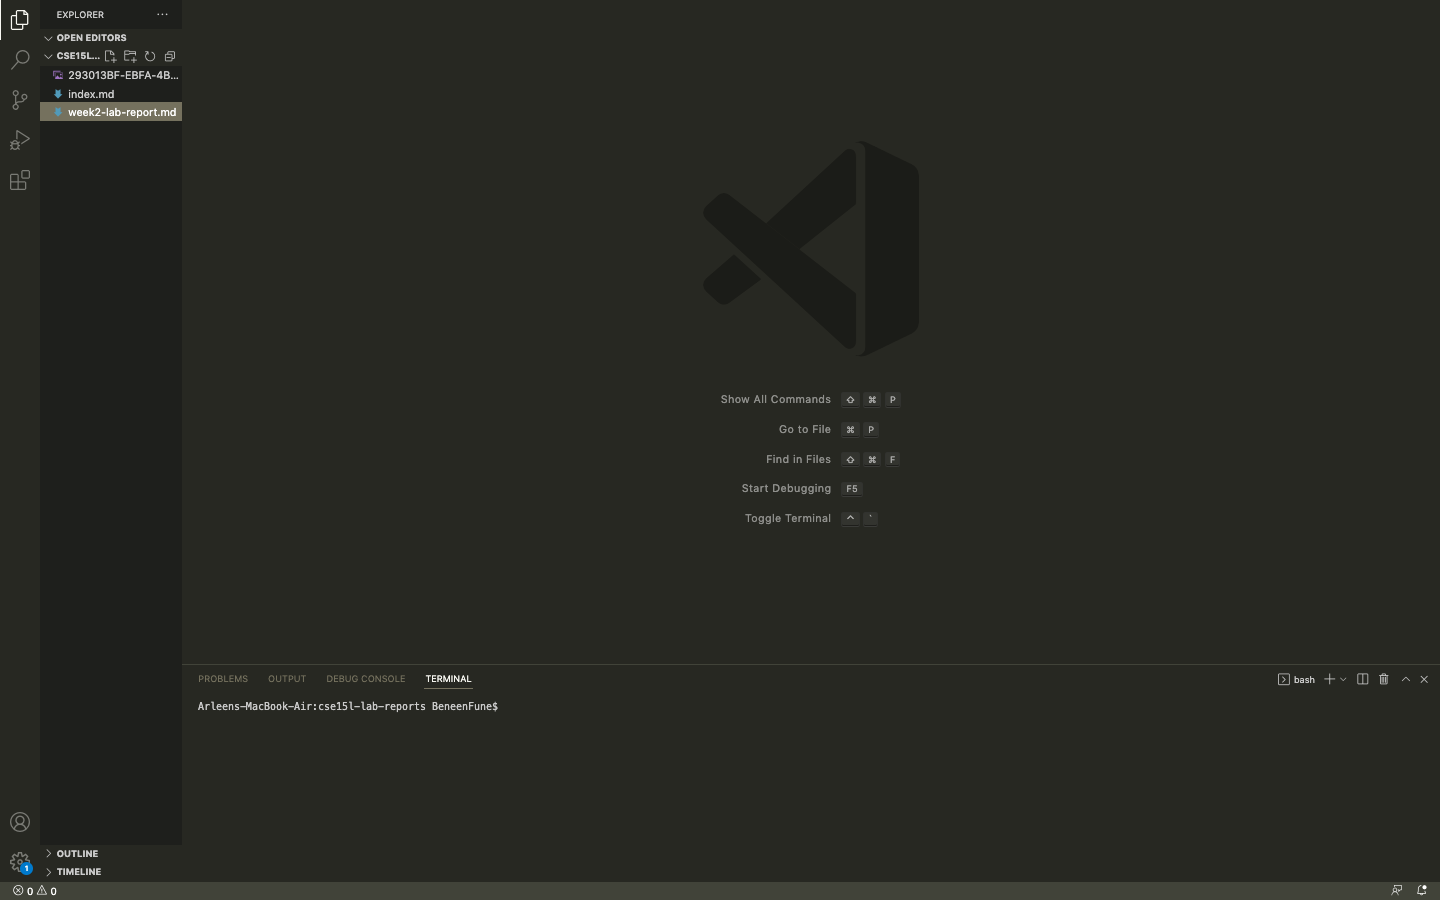 EXPLORER
OPEN EDITORS
CSE15L...
293013BF-EBFA-4B...
index.md
week2-lab-report.md
Show All Commands ⇧ ⌘ P
Go to File ⌘ P
Find in Files ⇧ ⌘ F
Start Debugging F5
Toggle Terminal ^ `
PROBLEMS OUTPUT DEBUG CONSOLE TERMINAL
bash
Arleens-MacBook-Air:cse15l-lab-reports BeneenFune$
OUTLINE
1
TIMELINE
0 0